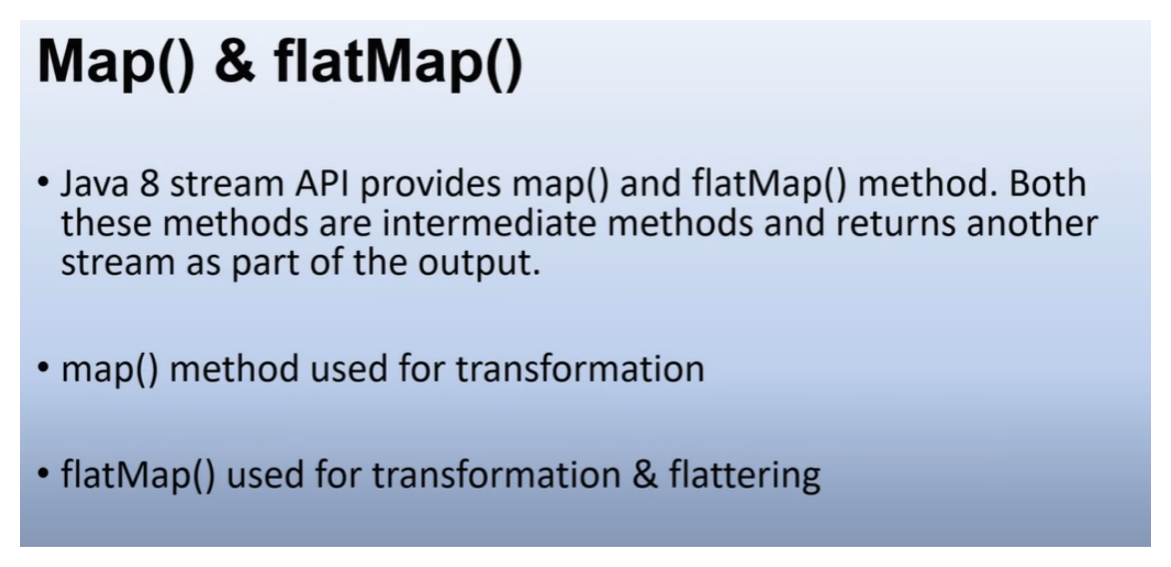 Map() & flatMap()
• Java 8 stream API provides map() and flatMap() method. Both
these methods are intermediate methods and returns another
stream as part of the output.
• map() method used for transformation
• flatMap() used for transformation & flattering